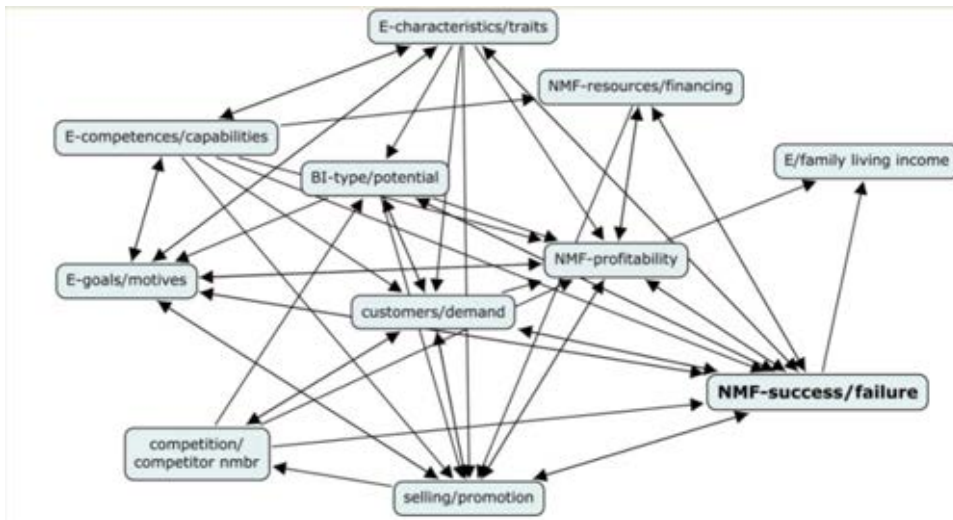 E-characteristics/traits
NMF-resources/financing
E-competences/capabilities
E/family living income
BI-type/potential
NMF-profitability
E-goals/motives
customers/demand
NMF-success/failure
competition/
competitor nmbr
selling/promotion